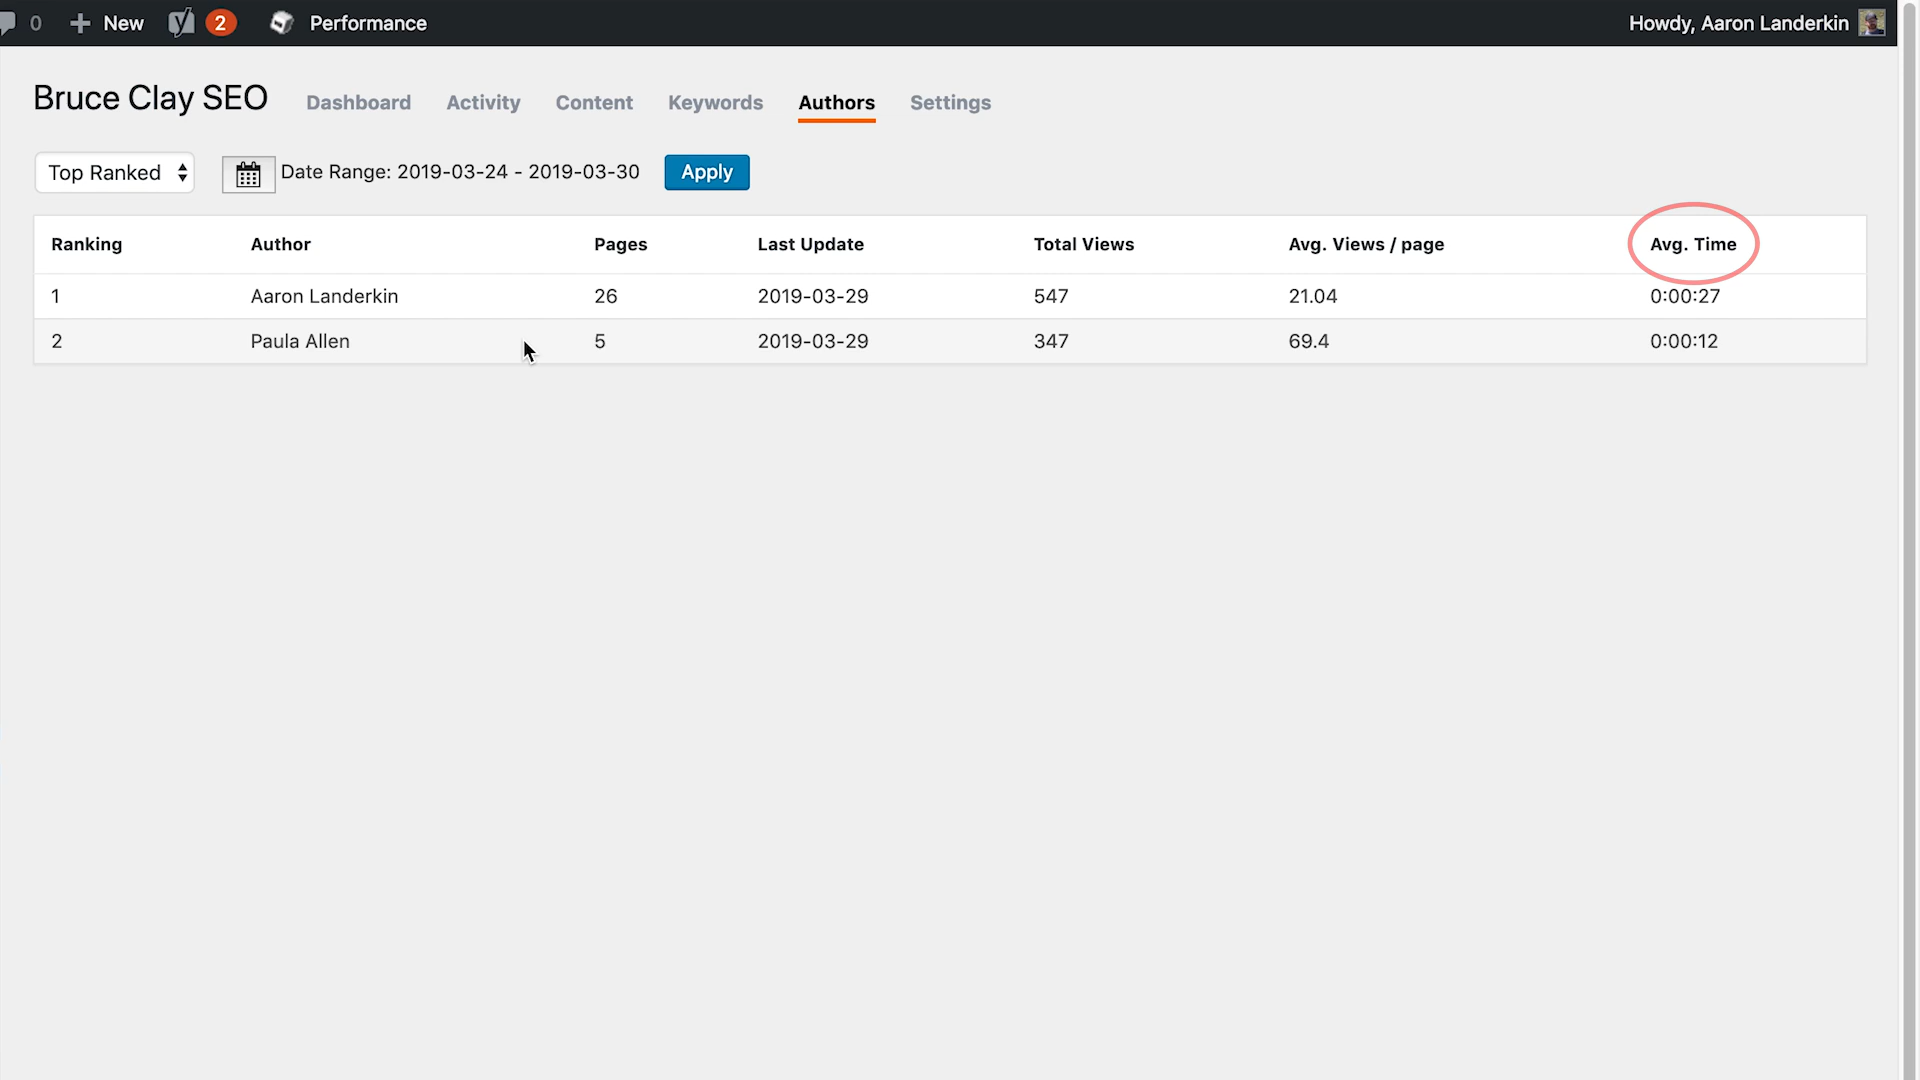 0 New 2 Performance Howdy, Aaron Landerkin
Bruce Clay SEO Dashboard Activity Content Keywords Authors Settings
Top Ranked Date Range: 2019-03-24 - 2019-03-30 Apply
Ranking Author Pages Last Update Total Views Avg. Views / page Avg. Time
1 Aaron Landerkin 26 2019-03-29 547 21.04 0:00:27
2 Paula Allen 5 2019-03-29 347 69.4 0:00:12